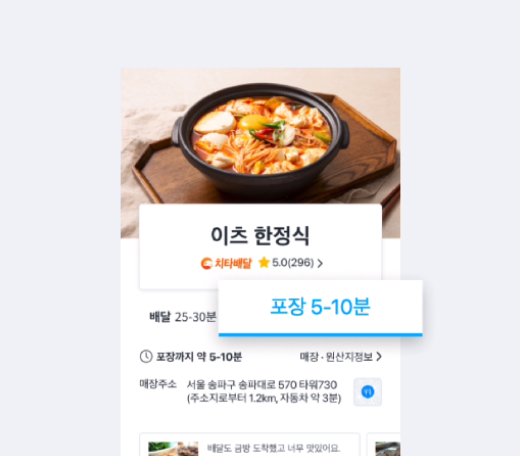 이츠 한정식
치타배달 5.0(296)
배달 25-30분
포장 5-10분
포장까지 약 5-10분 매장·원산지정보
매장주소 서울 송파구 송파대로 570 타워730
(주소지로부터 1.2km, 자동차 약 3분)
배달도 금방 도착했고 너무 맛있어요.